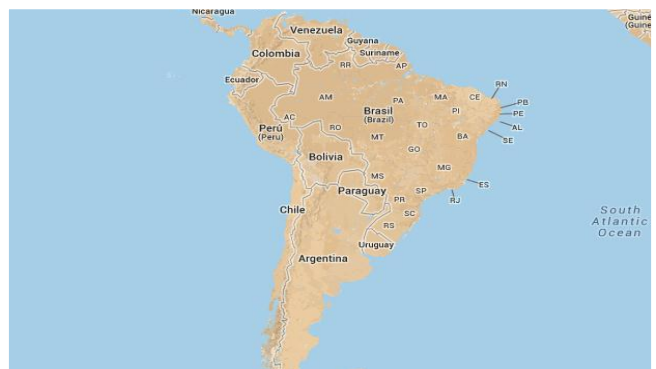 Nicaragua
Venezuela
Guyana
Suriname
Colombia
RR
AP
Ecuador
AM
PA
MA
CE
RN
Brasil
(Brazil)
PI
PB
PE
AC
RO
TO
AL
Perú
(Peru)
MT
BA
SE
GO
Bolivia
MS
MG
ES
Paraguay
SP
RJ
PR
Chile
SC
RS
Uruguay
Argentina
South
Atlantic
Ocean
Guiné
(Guine